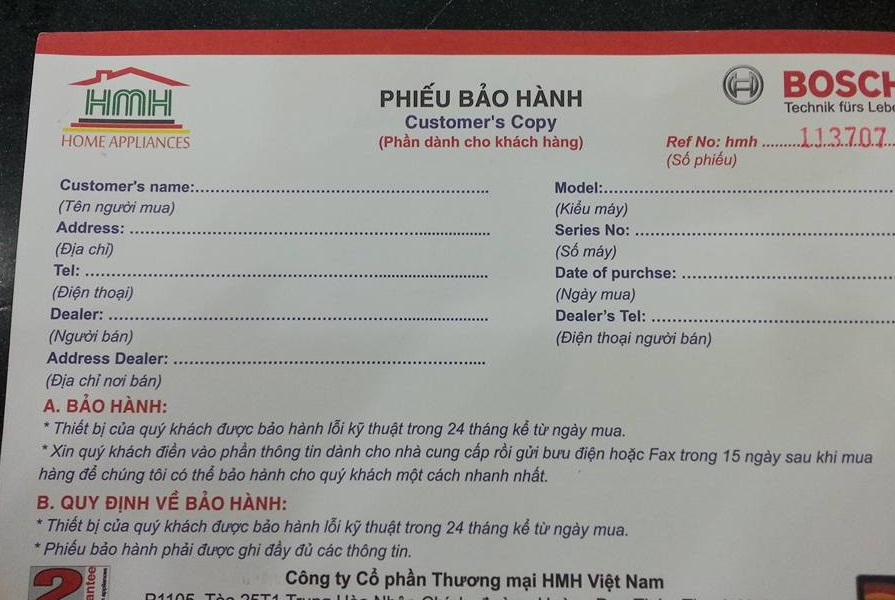 HMH
HOME APPLIANCES
PHIẾU BẢO HÀNH
Customer's Copy
(Phần dành cho khách hàng)
BOSCH
Technik fürs Lebe
Ref No: hmh ..........113707
(Số phiếu)
Customer's name:..........
(Tên người mua)
Address: ..........
(Địa chỉ)
Tel: ..........
(Điện thoại)
Dealer: ..........
(Người bán)
Address Dealer: ..........
(Địa chỉ nơi bán)
Model:..........
(Kiểu máy)
Series No: ..........
(Số máy)
Date of purchse: ..........
(Ngày mua)
Dealer's Tel: ..........
(Điện thoại người bán)
A. BẢO HÀNH:
* Thiết bị của quý khách được bảo hành lỗi kỹ thuật trong 24 tháng kể từ ngày mua.
* Xin quý khách điền vào phần thông tin dành cho nhà cung cấp rồi gửi bưu điện hoặc Fax trong 15 ngày sau khi mua
hàng để chúng tôi có thể bảo hành cho quý khách một cách nhanh nhất.
B. QUY ĐỊNH VỀ BẢO HÀNH:
* Thiết bị của quý khách được bảo hành lỗi kỹ thuật trong 24 tháng kể từ ngày mua.
* Phiếu bảo hành phải được ghi đầy đủ các thông tin.
2
Công ty Cổ phần Thương mại HMH Việt Nam